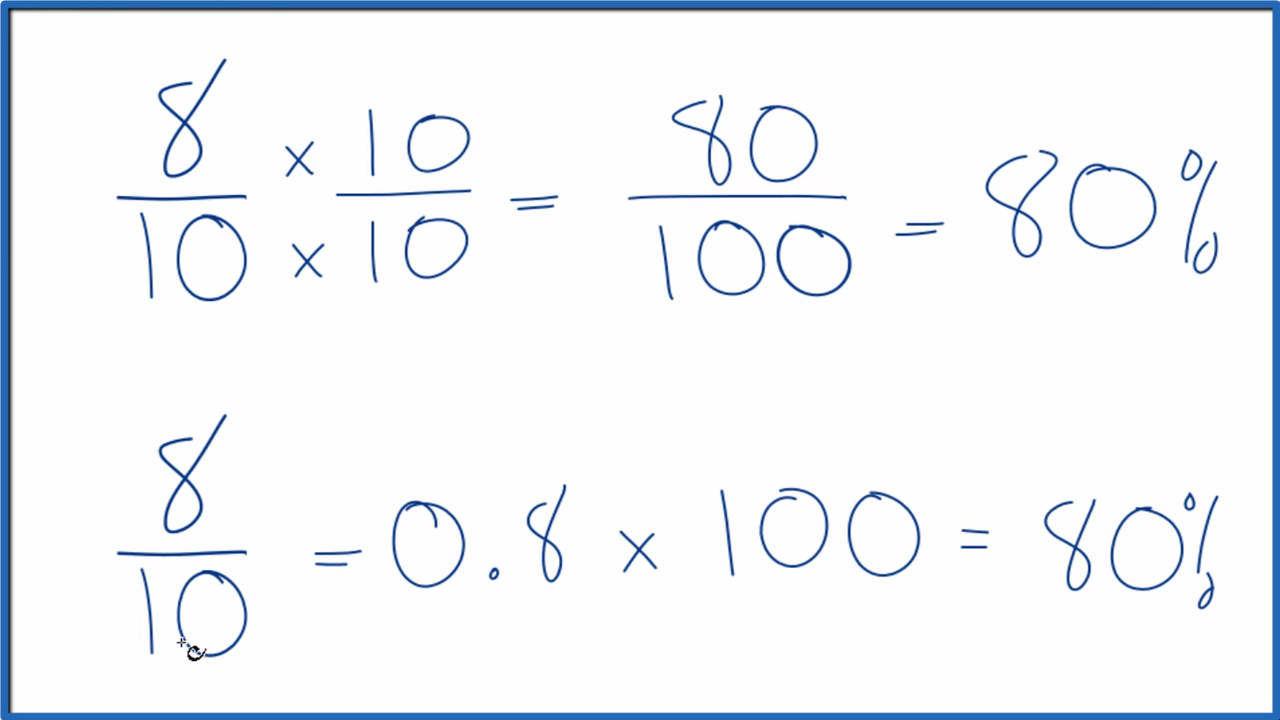 8/10 × 10/10 = 80/100 = 80%
8/10 = 0.8 × 100 = 80%